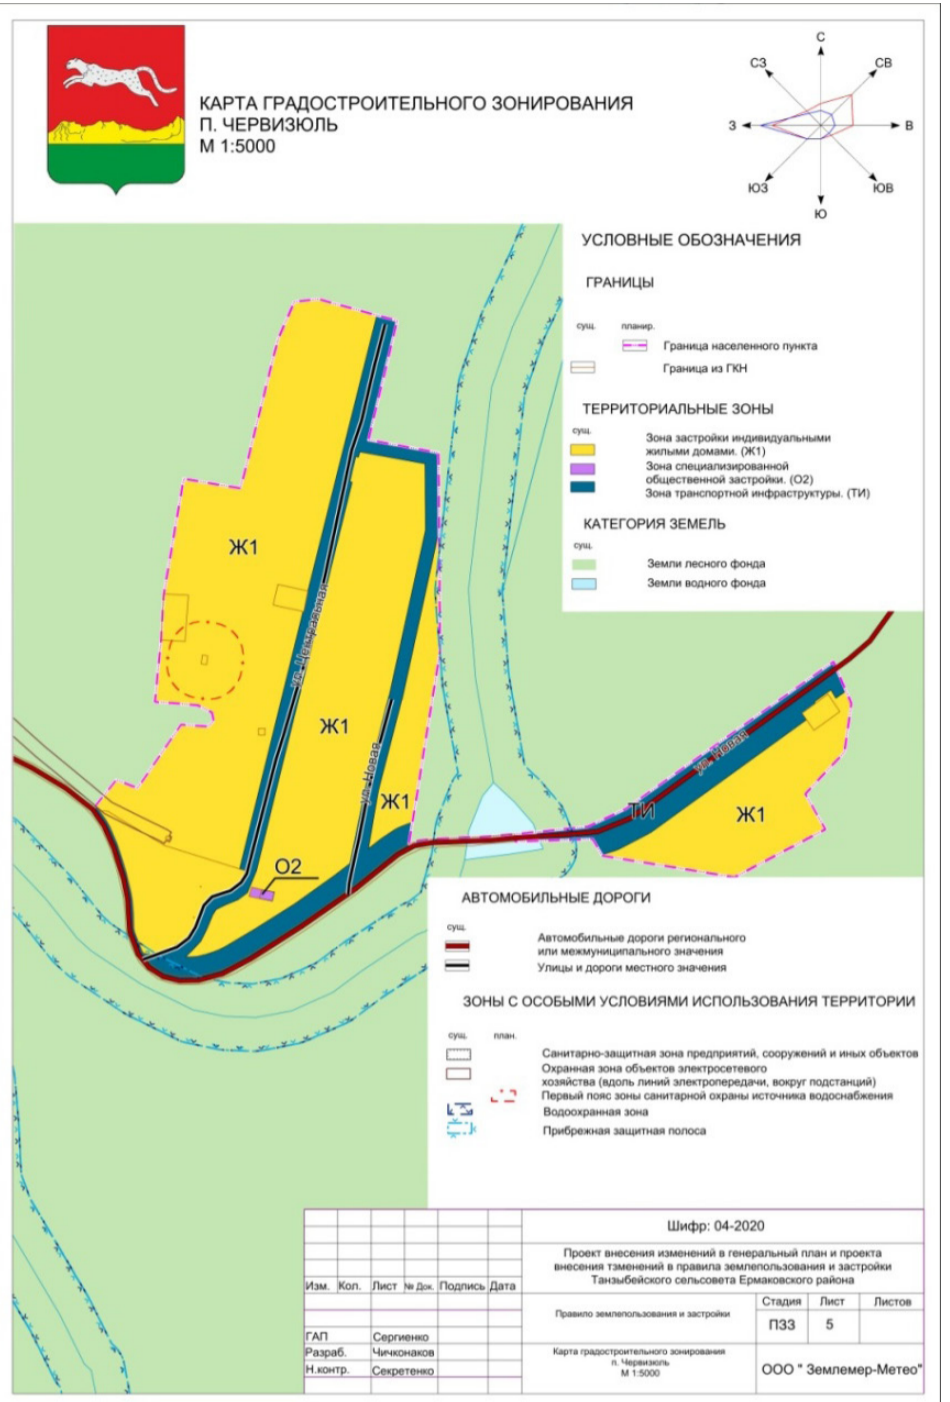 КАРТА ГРАДОСТРОИТЕЛЬНОГО ЗОНИРОВАНИЯ
П. ЧЕРВИЗЮЛЬ
М 1:5000
С
СЗ
СВ
З
В
ЮЗ
ЮВ
Ю
УСЛОВНЫЕ ОБОЗНАЧЕНИЯ
ГРАНИЦЫ
сущ. планир.
Граница населенного пункта
Граница из ГКН
ТЕРРИТОРИАЛЬНЫЕ ЗОНЫ
сущ.
Зона застройки индивидуальными
жилыми домами. (Ж1)
Зона специализированной
общественной застройки. (О2)
Зона транспортной инфраструктуры. (ТИ)
КАТЕГОРИЯ ЗЕМЕЛЬ
сущ.
Земли лесного фонда
Земли водного фонда
Ж1
ул. Центральная
Ж1
ул. Новая
Ж1
О2
ул. Новая
ТИ
Ж1
АВТОМОБИЛЬНЫЕ ДОРОГИ
сущ.
Автомобильные дороги регионального
или межмуниципального значения
Улицы и дороги местного значения
ЗОНЫ С ОСОБЫМИ УСЛОВИЯМИ ИСПОЛЬЗОВАНИЯ ТЕРРИТОРИИ
сущ. план.
Санитарно-защитная зона предприятий, сооружений и иных объектов
Охранная зона объектов электросетевого
хозяйства (вдоль линий электропередачи, вокруг подстанций)
Первый пояс зоны санитарной охраны источника водоснабжения
Водоохранная зона
Прибрежная защитная полоса
Шифр: 04-2020
Проект внесения изменений в генеральный план и проекта
внесения тзменений в правила землепользования и застройки
Танзыбейского сельсовета Ермаковского района
Изм. Кол. Лист № Док. Подпись Дата
Правило землепользования и застройки
Стадия Лист Листов
ПЗЗ 5
ГАП Сергиенко
Разраб. Чичконаков
Н.контр. Секретенко
Карта градостроительного зонирования
п. Червизюль
М 1:5000
ООО " Землемер-Метео"